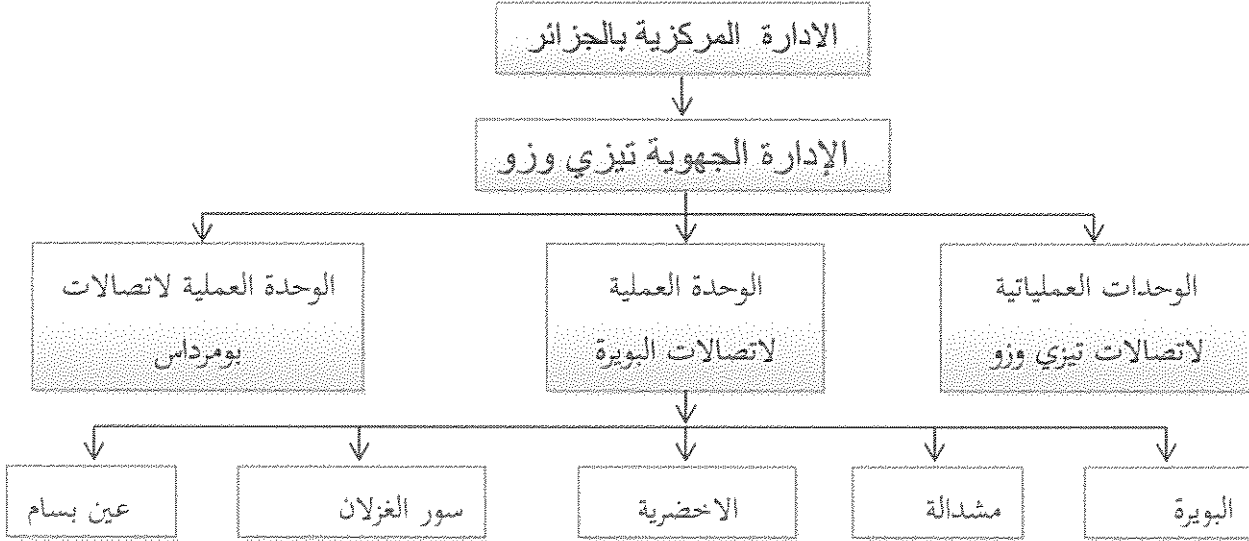 الادارة المركزية بالجزائر
الإدارة الجهوية تيزي وزو
الوحدات العملياتية
لاتصالات تيزي وزو
الوحدة العملية
لاتصالات البويرة
الوحدة العملية لاتصالات
بومرداس
البويرة
مشدالة
الاخضرية
سور الغزلان
عين بسام